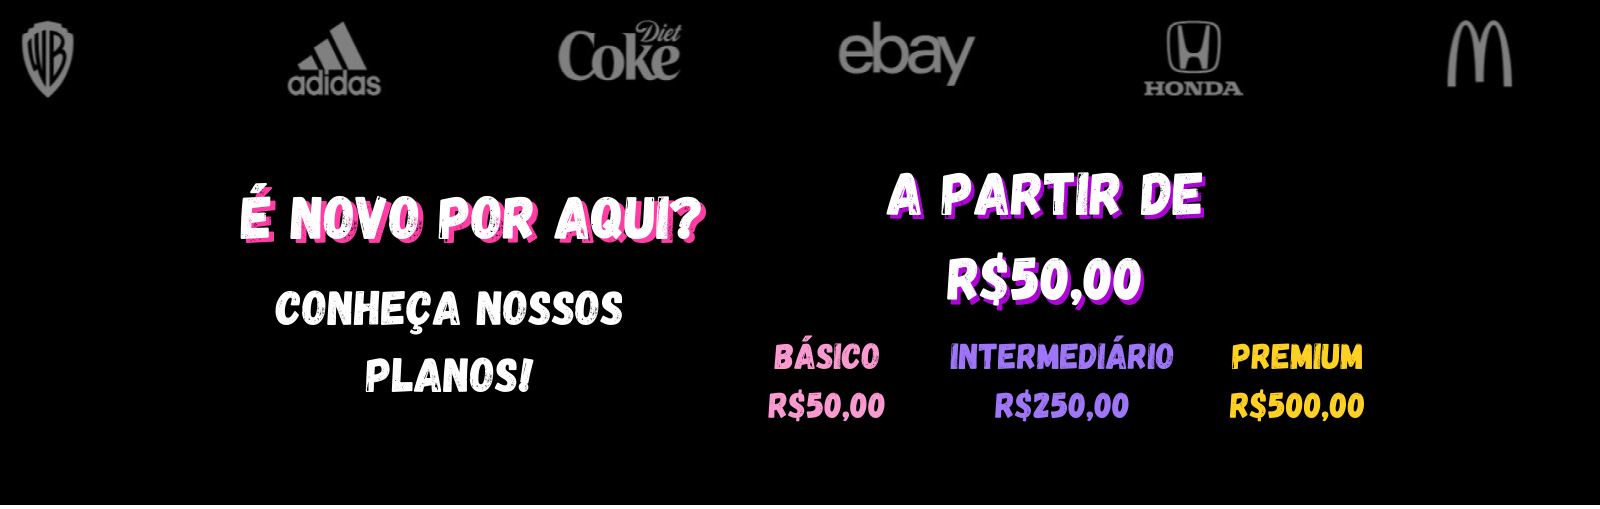 WB
adidas
Diet
Coke
ebay
HONDA
M
É NOVO POR AQUI?
CONHEÇA NOSSOS
PLANOS!
A PARTIR DE
R$50,00
BÁSICO
R$50,00
INTERMEDIÁRIO
R$250,00
PREMIUM
R$500,00